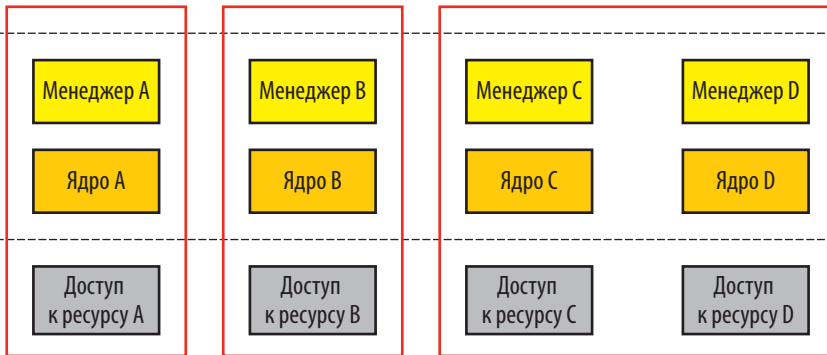 Менеджер A
Менеджер B
Менеджер C
Менеджер D
Ядро A
Ядро B
Ядро C
Ядро D
Доступ
к ресурсу A
Доступ
к ресурсу B
Доступ
к ресурсу C
Доступ
к ресурсу D